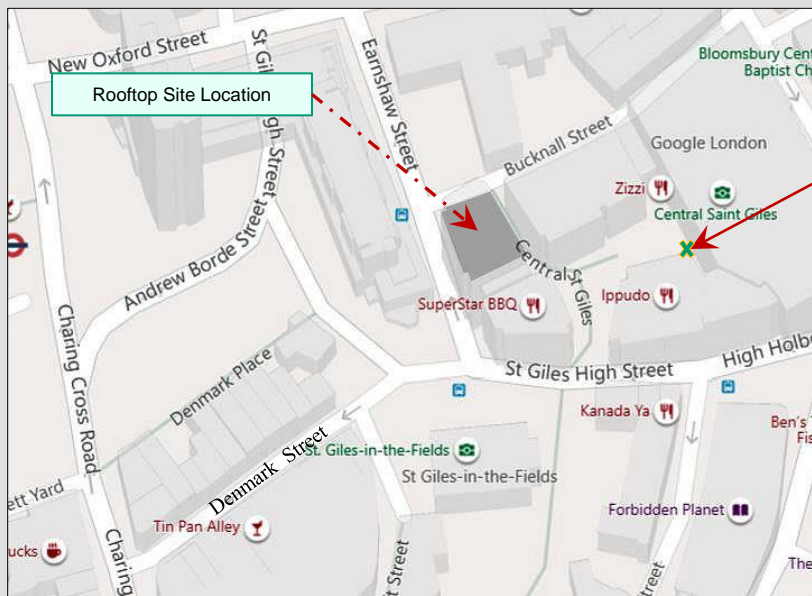 New Oxford Street
St Giles High Street
Earnshaw Street
Bloomsbury Cent
Baptist Ch
Rooftop Site Location
Bucknall Street
Google London
Zizzi
Central Saint Giles
Andrew Borde Street
Central St Giles
SuperStar BBQ
Ippudo
Charing Cross Road
Denmark Place
St Giles High Street
High Holb
Kanada Ya
Ben's
Fis
Denmark Street
St. Giles-in-the-Fields
St Giles-in-the-Fields
ett Yard
Tin Pan Alley
Forbidden Planet
ucks
Charing
t Street
Street
The